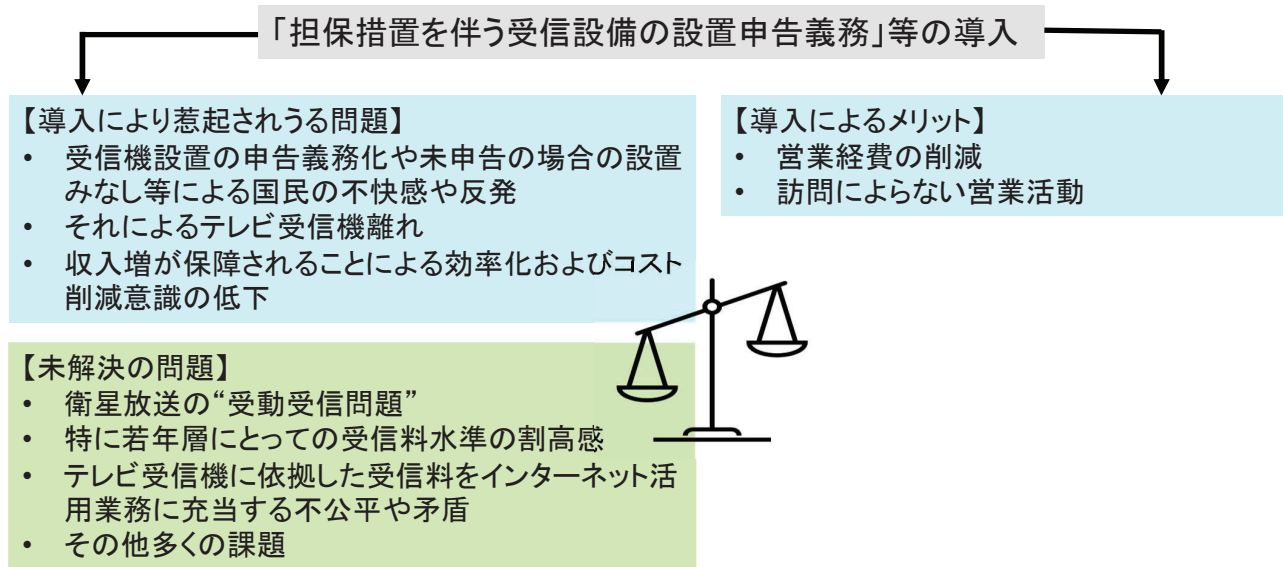 「担保措置を伴う受信設備の設置申告義務」等の導入
【導入により惹起されうる問題】
• 受信機設置の申告義務化や未申告の場合の設置
みなし等による国民の不快感や反発
• それによるテレビ受信機離れ
• 収入増が保障されることによる効率化およびコスト
削減意識の低下
【未解決の問題】
• 衛星放送の“受動受信問題”
• 特に若年層にとっての受信料水準の割高感
• テレビ受信機に依拠した受信料をインターネット活
用業務に充当する不公平や矛盾
• その他多くの課題
【導入によるメリット】
• 営業経費の削減
• 訪問によらない営業活動